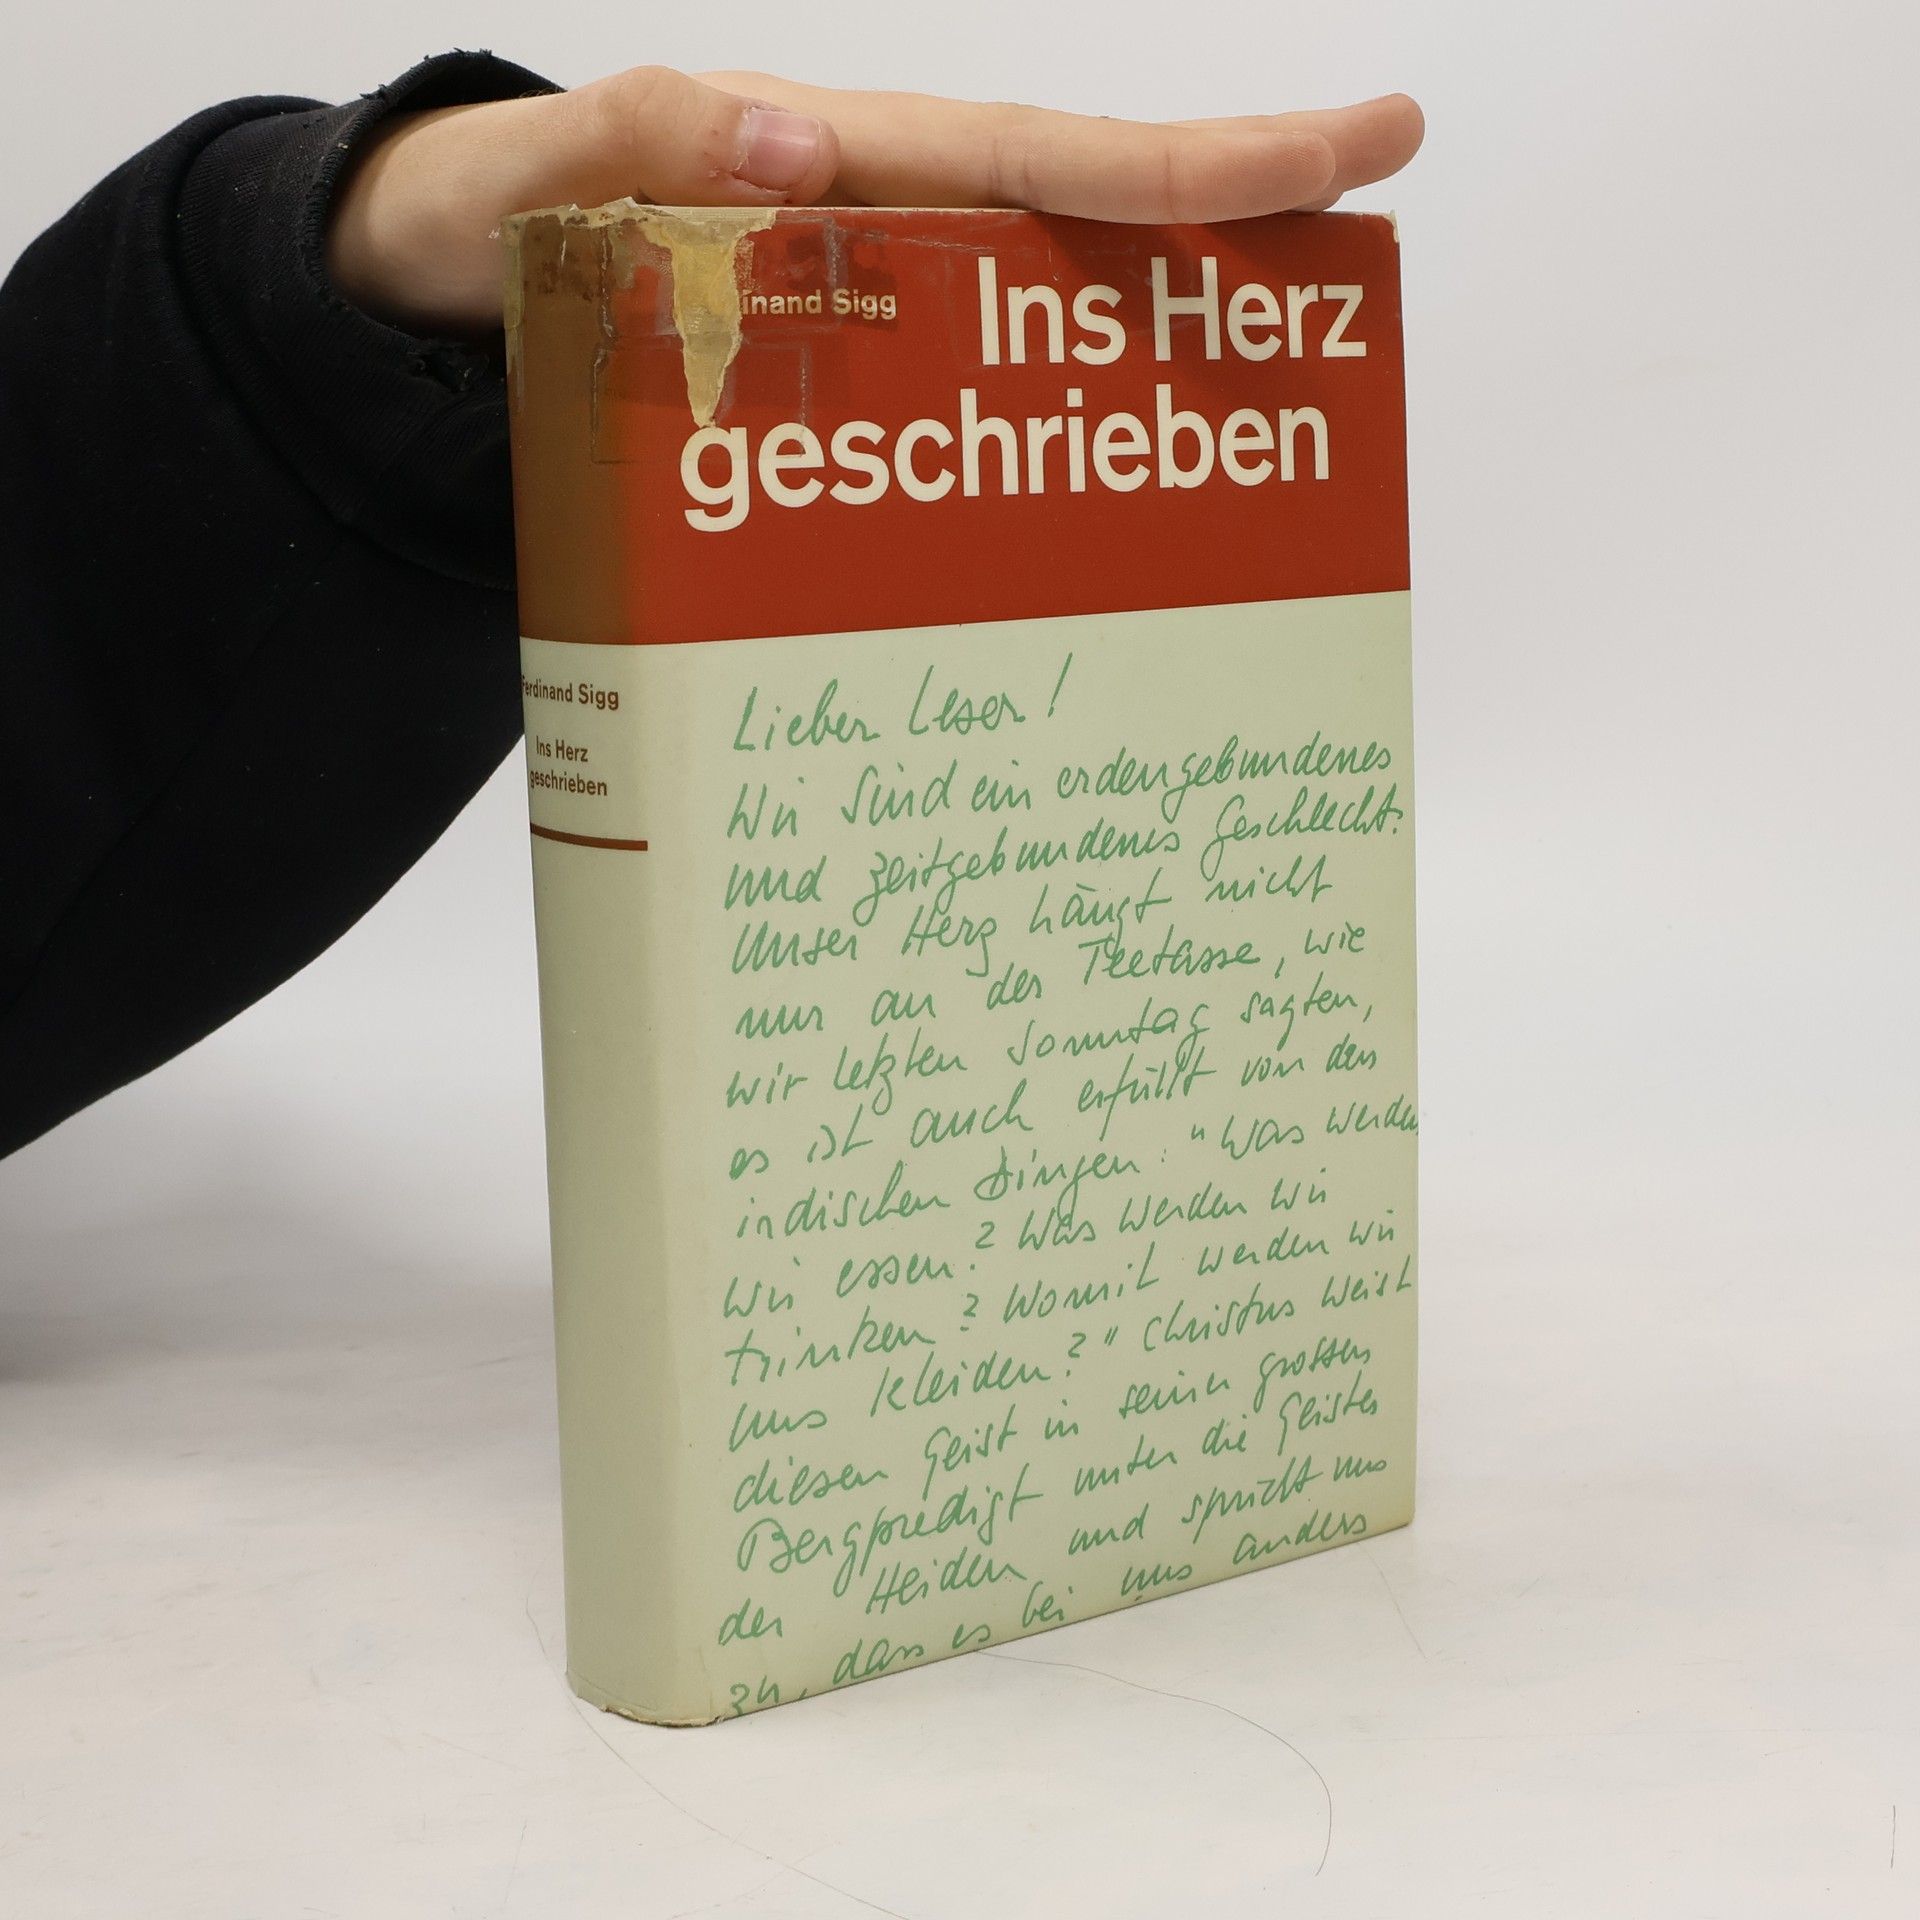 inand Sigg
Ins Herz
geschrieben
Ferdinand Sigg
Ins Herz
geschrieben
Lieber Leser!
Wir sind ein erdengebundenes
und zeitgebundenes Geschlecht.
Unser Herz hängt nicht
nur an der Teetasse, wie
wir letzten Sonntag sagten,
es ist auch erfüllt von den
irdischen Dingen: "Was werden
wir essen? Was werden wir
trinken? Womit werden wir
uns kleiden?" Christus weist
diesen Geist in seiner grossen
Bergpredigt unter die Geister
der Heiden und spricht uns
zu, dass es bei uns anders